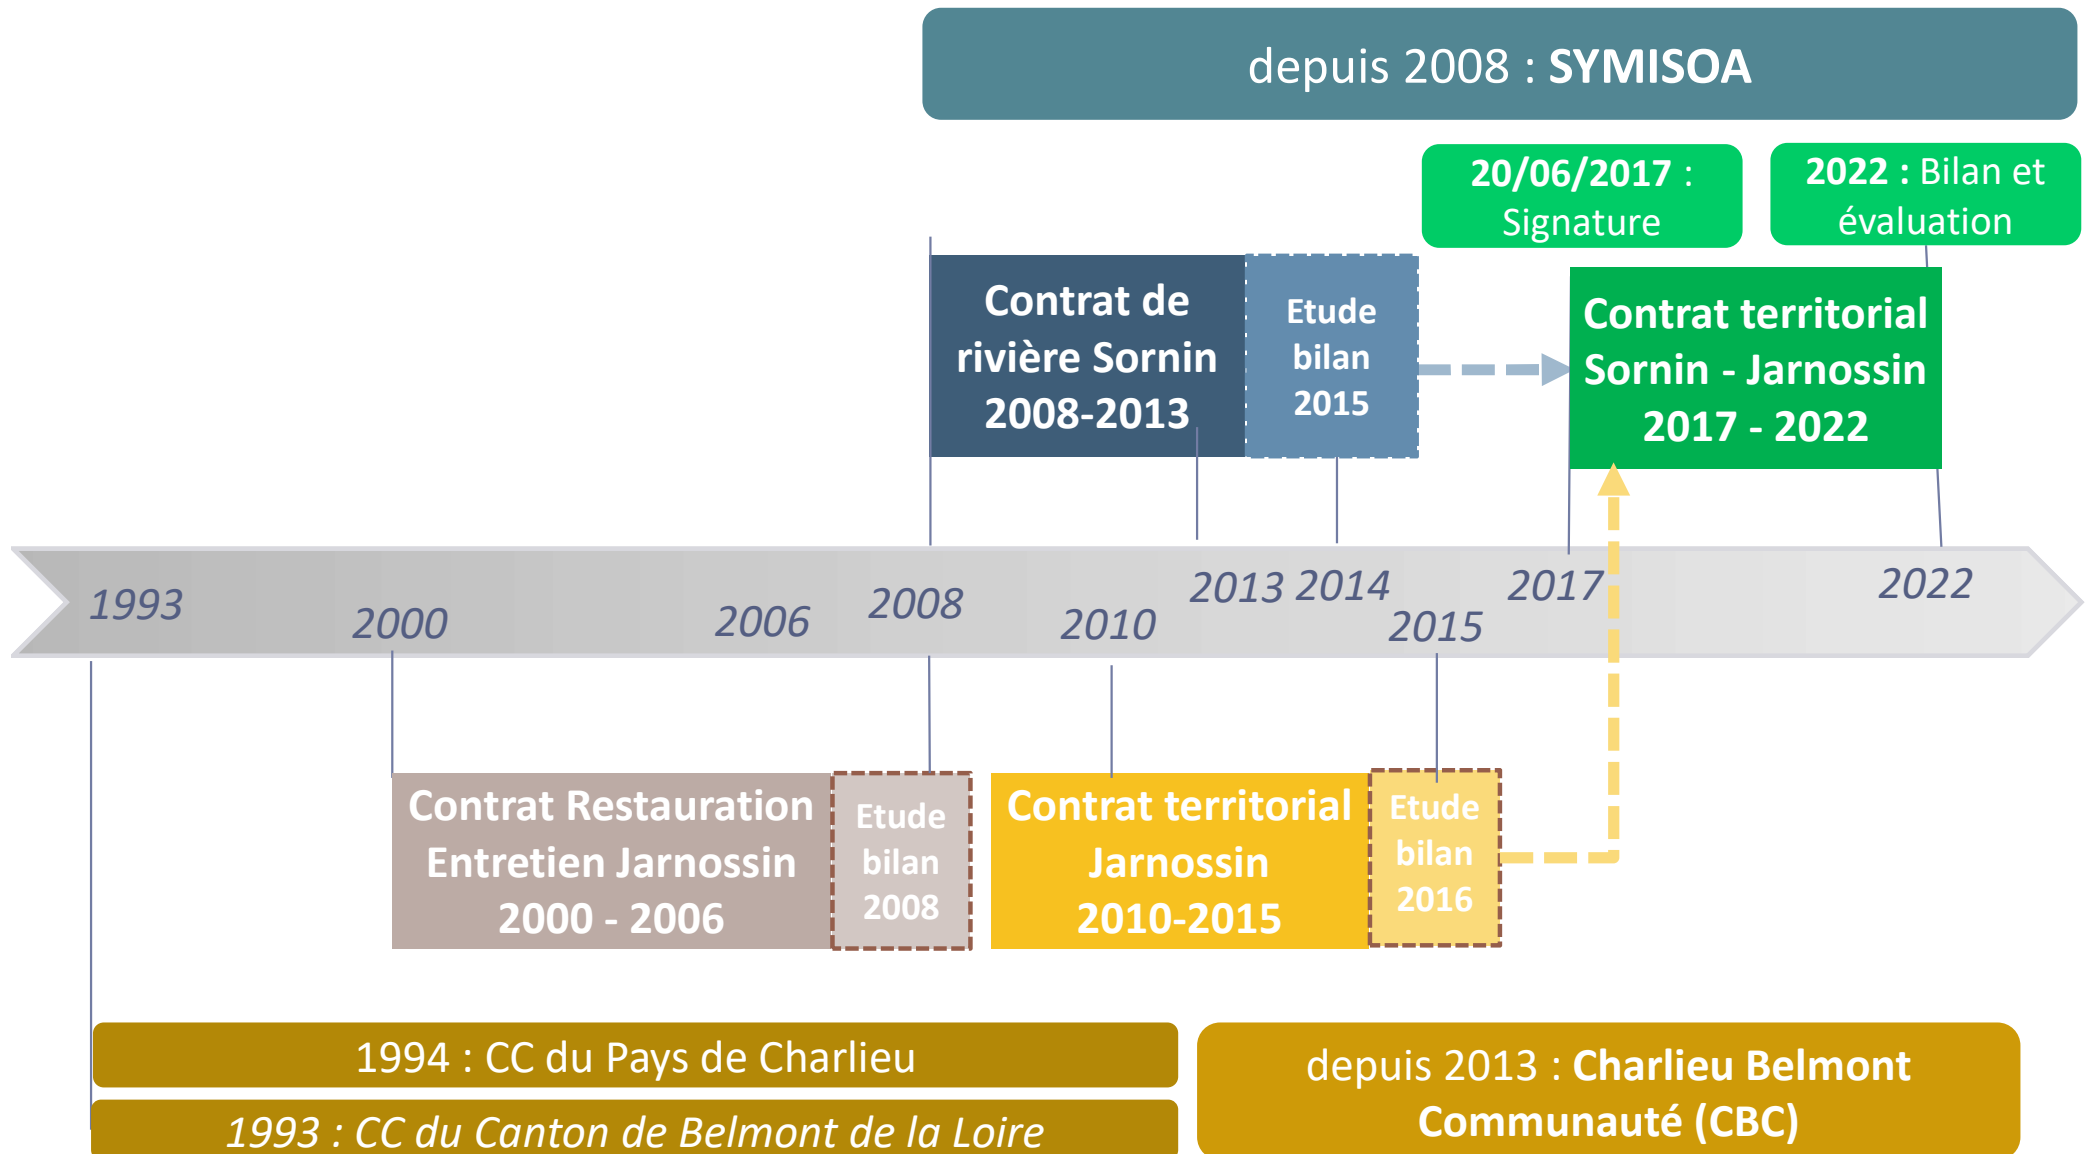 depuis 2008 : SYMISOA
20/06/2017 :
Signature
2022 : Bilan et
évaluation
Contrat de
rivière Sornin
2008-2013
Etude
bilan
2015
Contrat territorial
Sornin - Jarnossin
2017 - 2022
1993
2000
2006
2008
2010
2013
2014
2015
2017
2022
Contrat Restauration
Entretien Jarnossin
2000 - 2006
Etude
bilan
2008
Contrat territorial
Jarnossin
2010-2015
Etude
bilan
2016
1994 : CC du Pays de Charlieu
1993 : CC du Canton de Belmont de la Loire
depuis 2013 : Charlieu Belmont
Communauté (CBC)